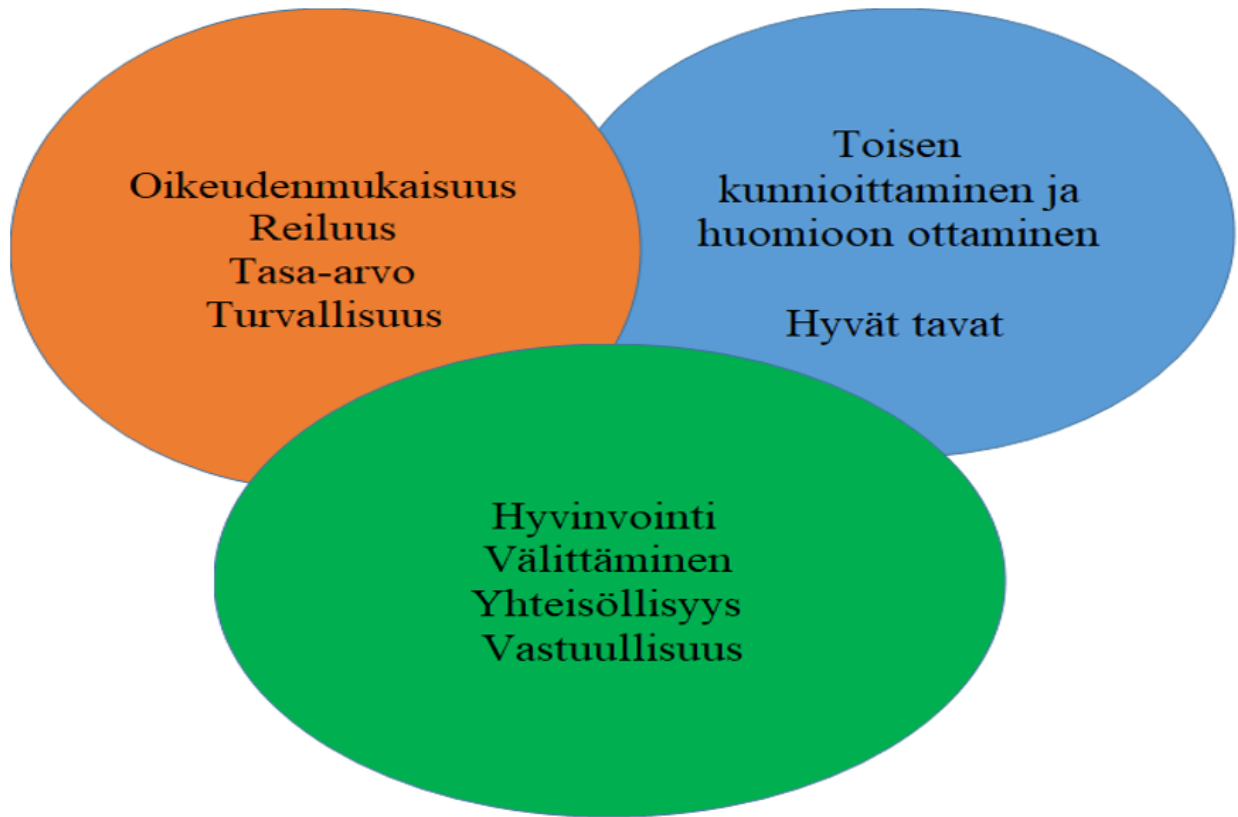 Oikeudenmukaisuus
Reiluus
Tasa-arvo
Turvallisuus
Toisen
kunnioittaminen ja
huomioon ottaminen
Hyvät tavat
Hyvinvointi
Välittäminen
Yhteisöllisyys
Vastuullisuus